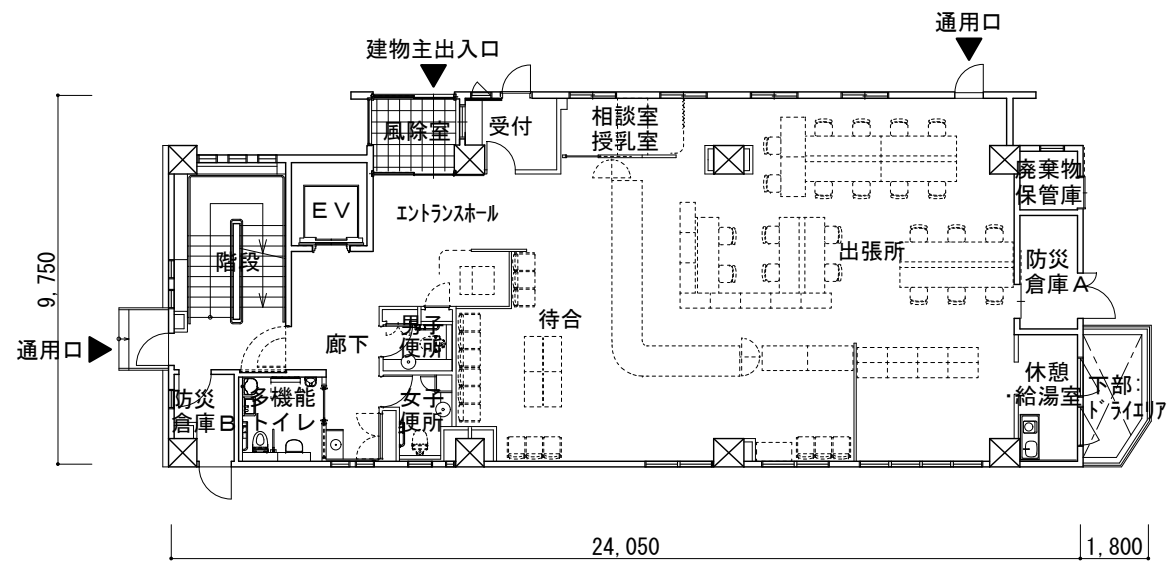 通用口
建物主出入口
風除室
受付
相談室
授乳室
廃棄物
保管庫
EV
エントランスホール
階段
出張所
防災
倉庫A
9,750
待合
男子
便所
廊下
通用口
休憩
給湯室
下部:
ドライエリア
防災
倉庫B
多機能
トイレ
女子
便所
24,050
1,800